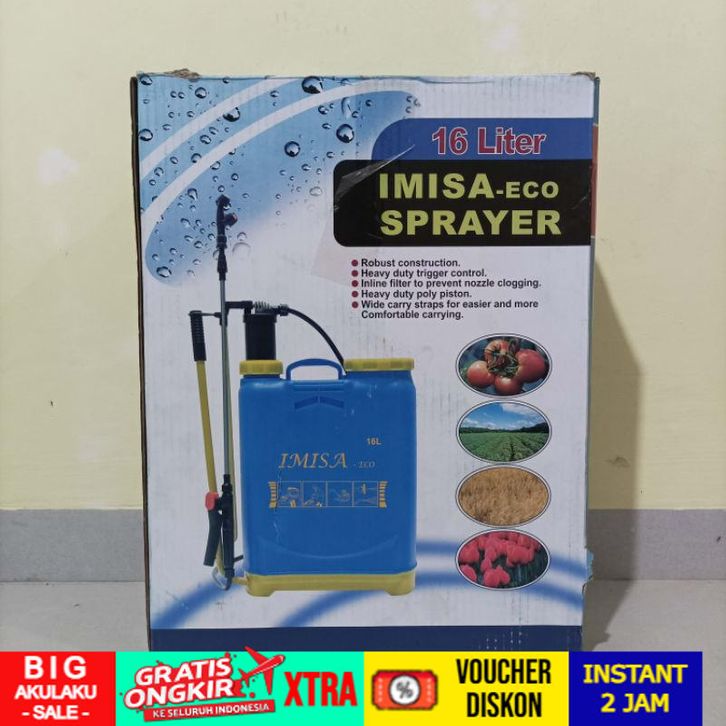 16 Liter
IMISA-ECO
SPRAYER
Robust construction.
Heavy duty trigger control.
Inline filter to prevent nozzle clogging.
Heavy duty poly piston.
Wide carry straps for easier and more
Comfortable carrying.
16L
IMISA - ECO
BIG
AKULAKU
- SALE -
GRATIS
ONGKIR
KE SELURUH INDONESIA
XTRA
%
VOUCHER
DISKON
INSTANT
2 JAM